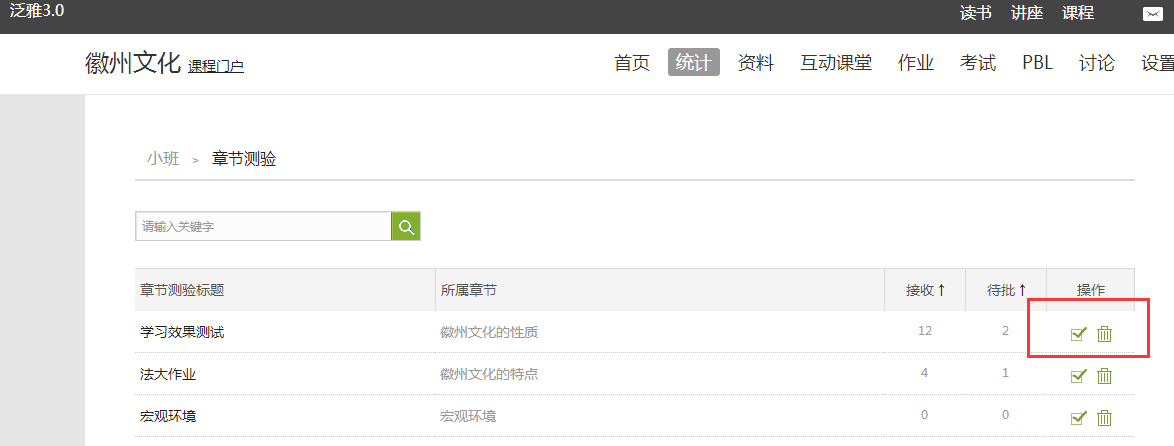 泛雅3.0 读书 讲座 课程
徽州文化 课程门户 首页 统计 资料 互动课堂 作业 考试 PBL 讨论 设置
小班 > 章节测验
请输入关键字
章节测验标题 所属章节 接收↑ 待批↑ 操作
学习效果测试 徽州文化的性质 12 2
法大作业 徽州文化的特点 4 1
宏观环境 宏观环境 0 0